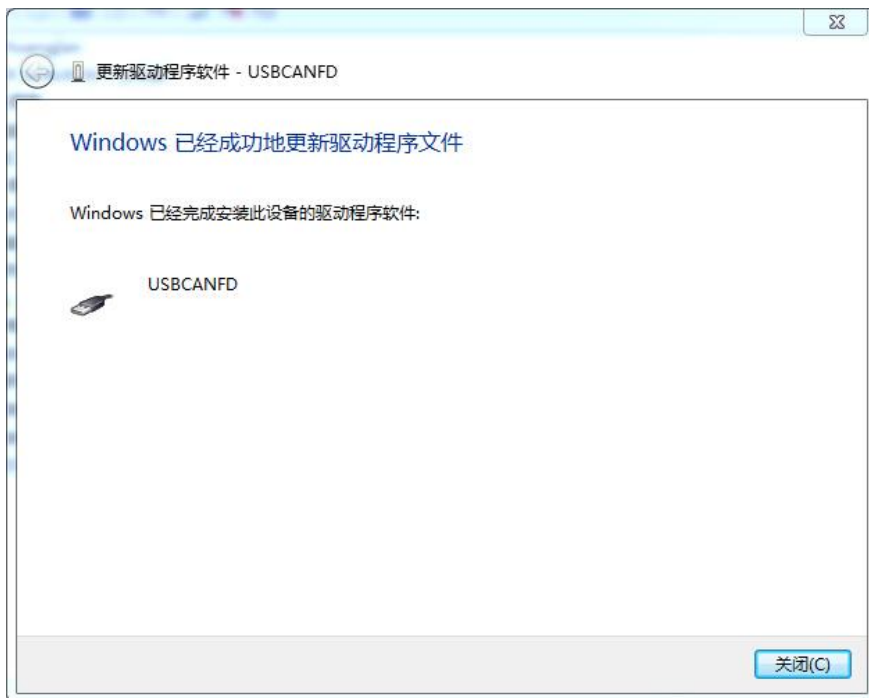 更新驱动程序软件 - USBCANFD
Windows 已经成功地更新驱动程序文件
Windows 已经完成安装此设备的驱动程序软件:
USBCANFD
关闭(C)